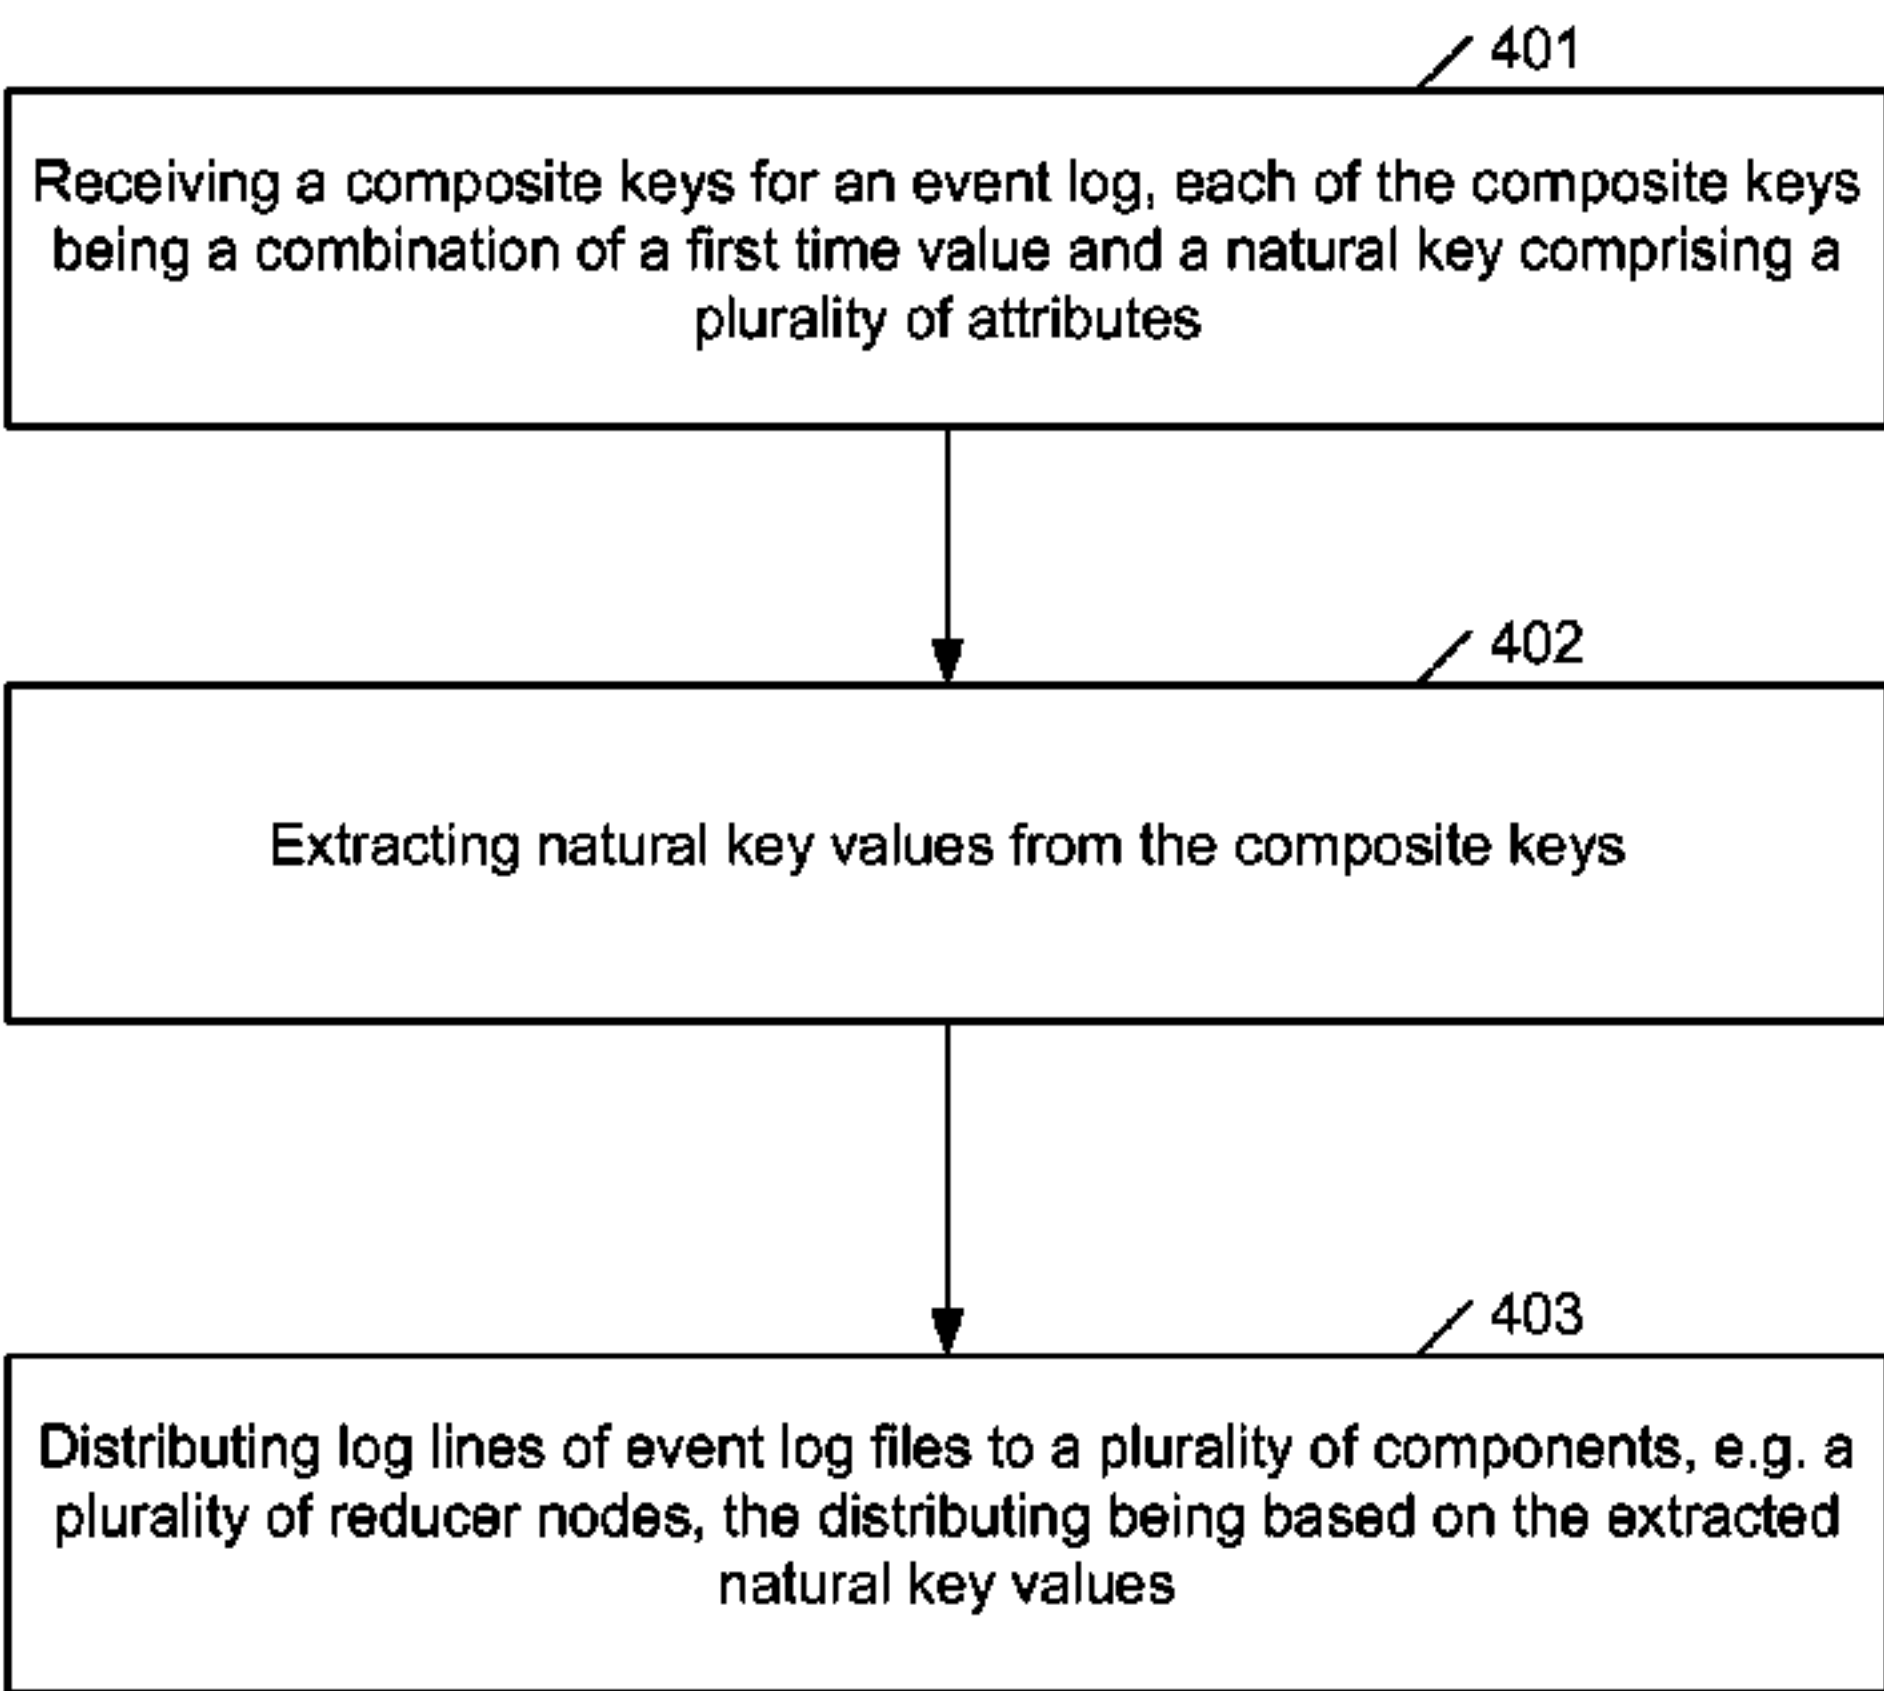 401
Receiving a composite keys for an event log, each of the composite keys
being a combination of a first time value and a natural key comprising a
plurality of attributes
402
Extracting natural key values from the composite keys
403
Distributing log lines of event log files to a plurality of components, e.g. a
plurality of reducer nodes, the distributing being based on the extracted
natural key values